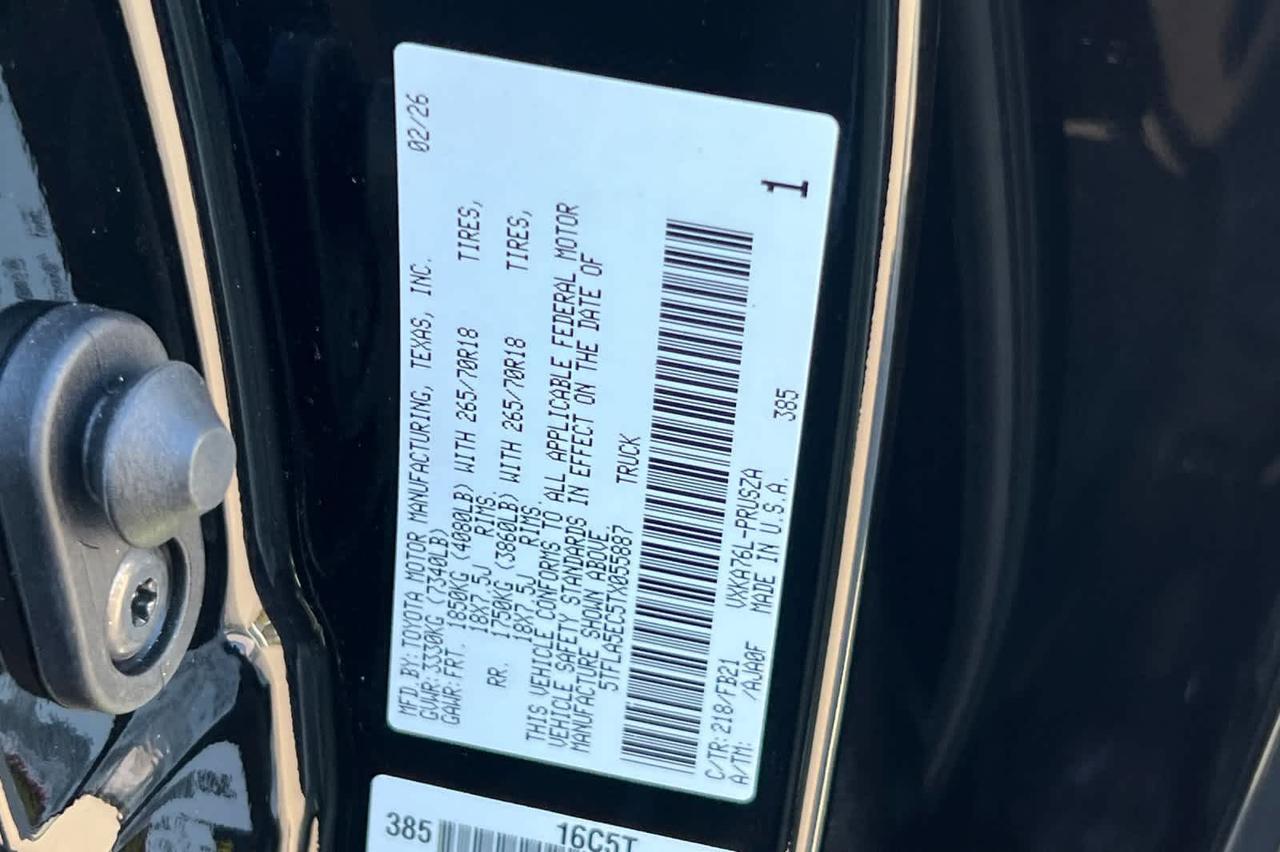 MFD.BY:TOYOTA MOTOR MANUFACTURING, TEXAS, INC. 02/26
GVWR:3330KG (7340LB)
GAWR:FRT. 1850KG (4080LB) WITH 265/70R18 TIRES,
18X7.5J RIMS,
RR. 1750KG (3860LB) WITH 265/70R18 TIRES,
18X7.5J RIMS.
THIS VEHICLE CONFORMS TO ALL APPLICABLE FEDERAL MOTOR
VEHICLE SAFETY STANDARDS IN EFFECT ON THE DATE OF
MANUFACTURE SHOWN ABOVE.
5TFLA5EC5TX055887 TRUCK
C/TR:218/FB21 VXKA76L-PRUSZA
A/TM: /AJA0F MADE IN U.S.A. 385
1
385 16C5T